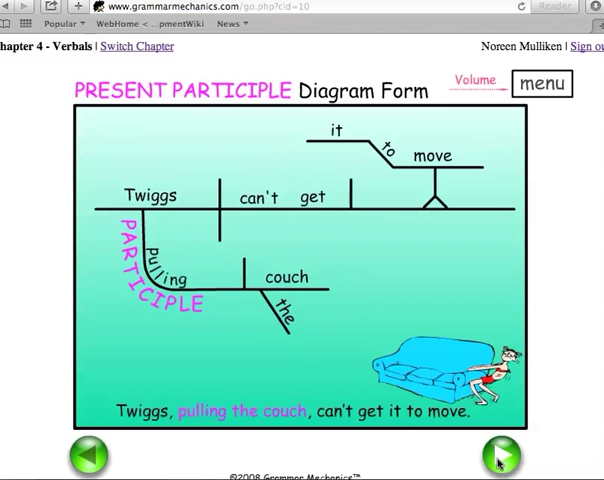 www.grammarmechanics.com/go.php?cid=10
Reader
Popular WebHome <...pmentWiki News
hapter 4 - Verbals | Switch Chapter
Noreen Mulliken | Sign ou
PRESENT PARTICIPLE Diagram Form
Volume
menu
it
to
move
Twiggs
can't get
PARTICIPLE
pulling
couch
the
Twiggs, pulling the couch, can't get it to move.
©2008 Grammar Mechanics™